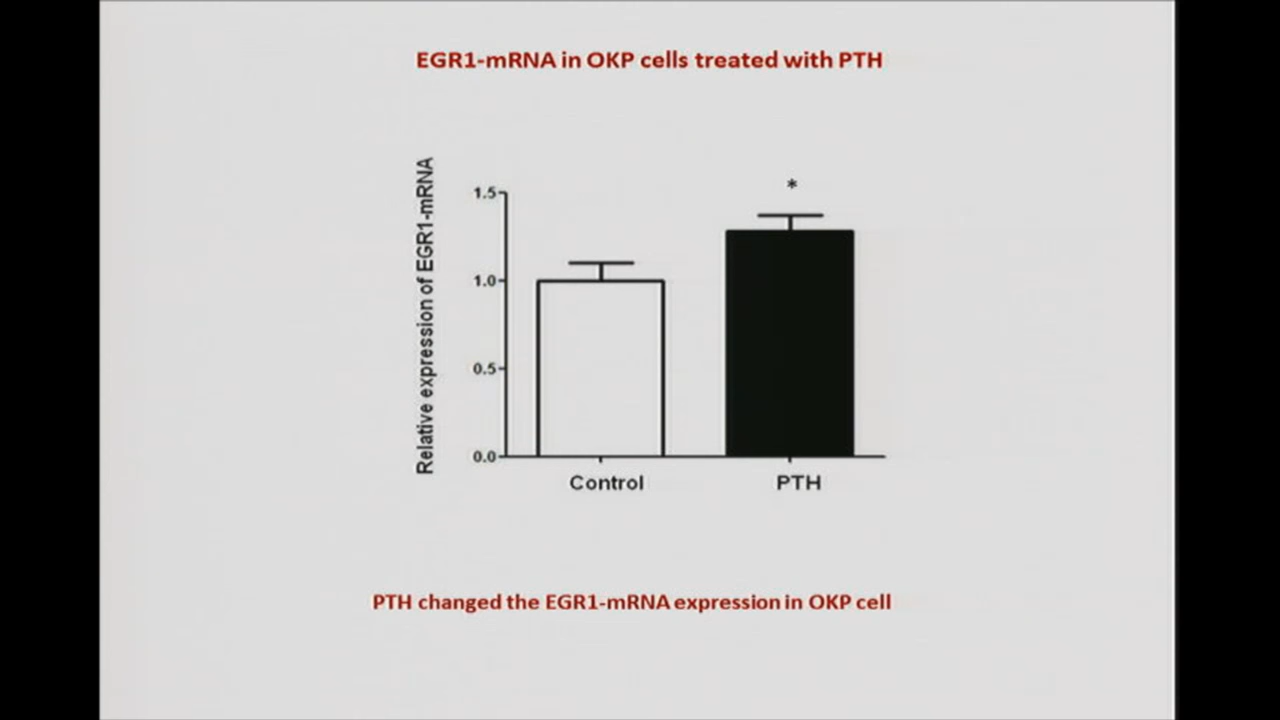 EGR1-mRNA in OKP cells treated with PTH
Relative expression of EGR1-mRNA
*
1.5
1.0
0.5
0.0
Control PTH
PTH changed the EGR1-mRNA expression in OKP cell